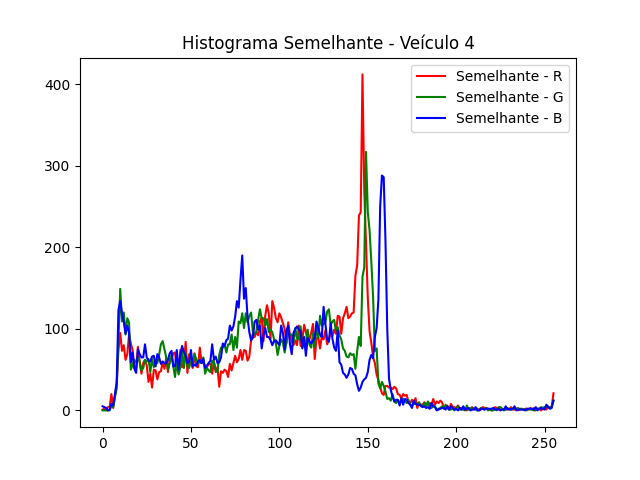 Histograma Semelhante - Veículo 4
Semelhante - R
Semelhante - G
Semelhante - B
400
300
200
100
0
0 50 100 150 200 250